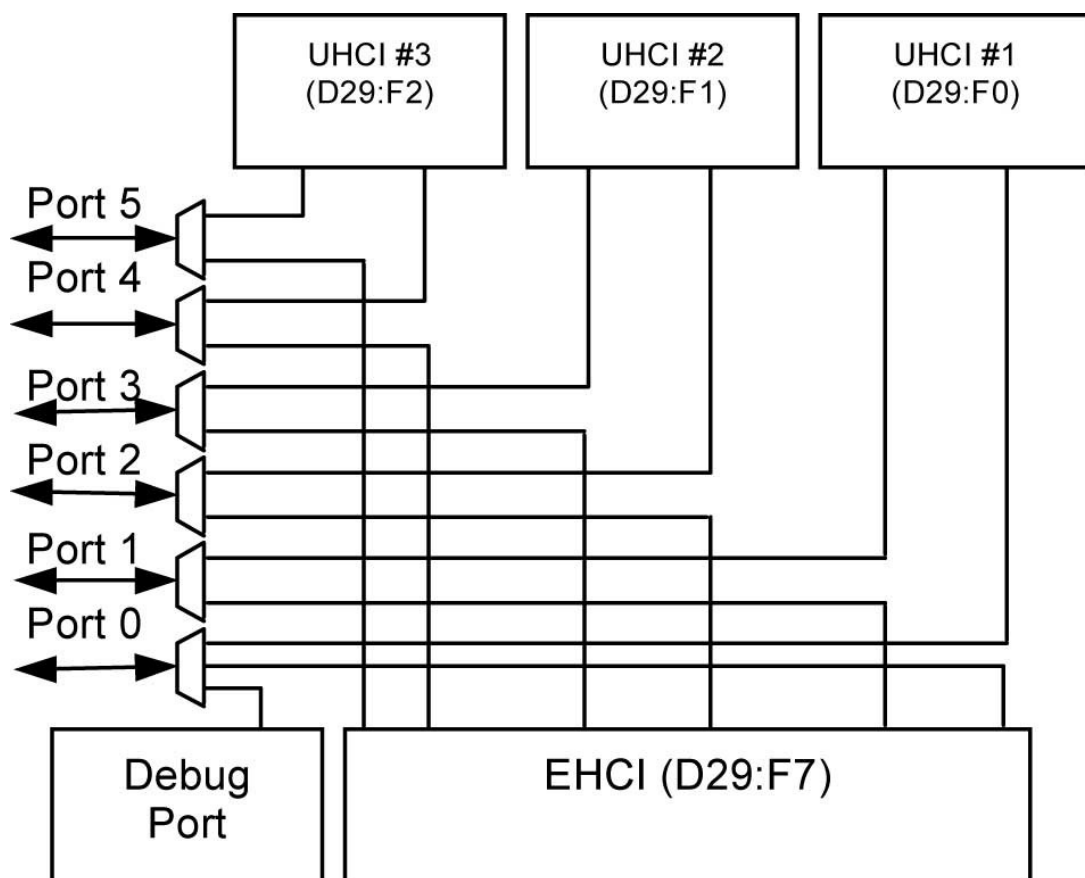 UHCI #3
(D29:F2)
UHCI #2
(D29:F1)
UHCI #1
(D29:F0)
Port 5
Port 4
Port 3
Port 2
Port 1
Port 0
Debug
Port
EHCI (D29:F7)